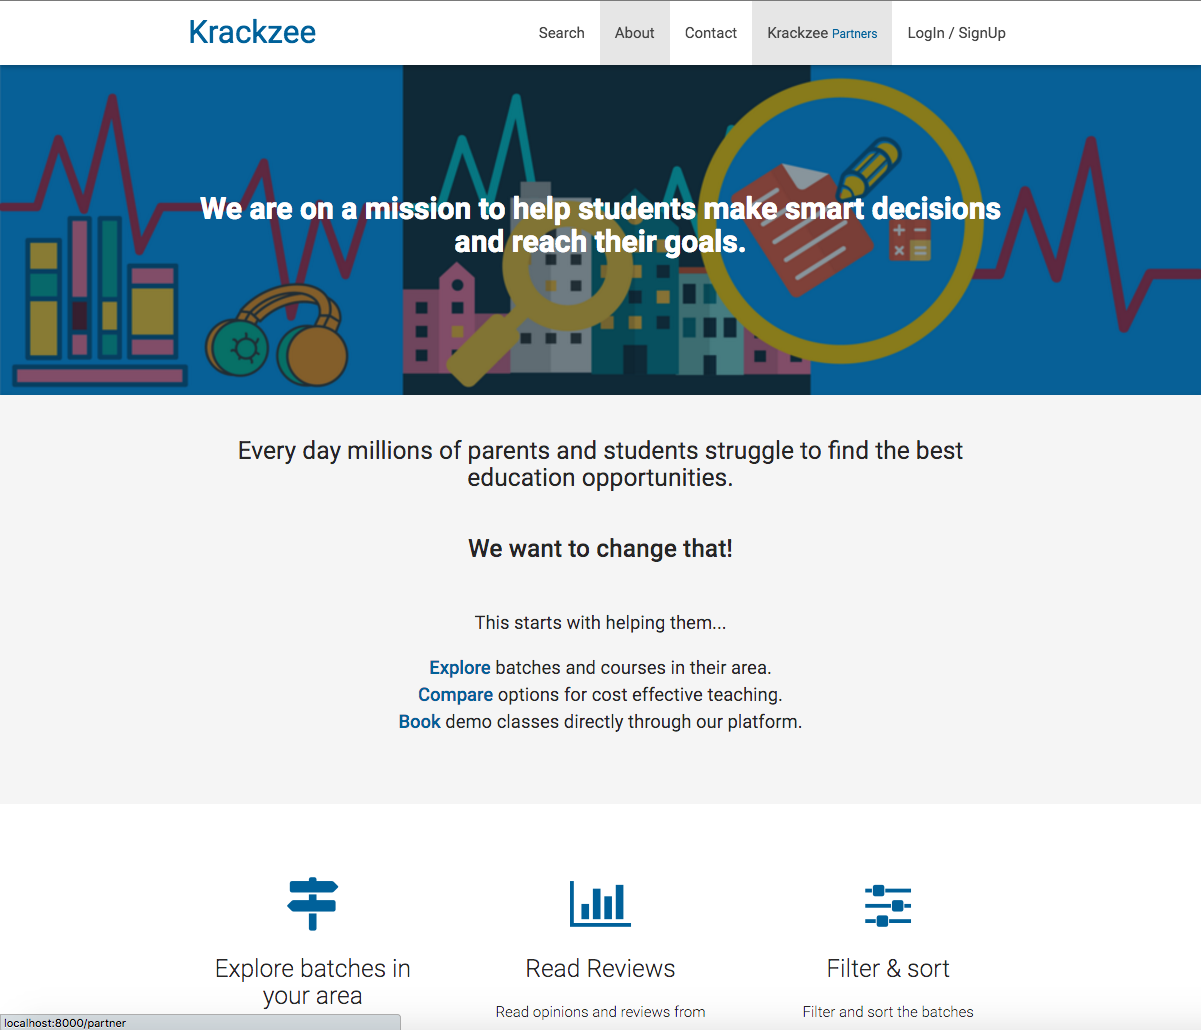 Krackzee
Search
About
Contact
Krackzee Partners
LogIn / SignUp
We are on a mission to help students make smart decisions
and reach their goals.
Every day millions of parents and students struggle to find the best
education opportunities.
We want to change that!
This starts with helping them...
Explore batches and courses in their area.
Compare options for cost effective teaching.
Book demo classes directly through our platform.
Explore batches in
your area
Read Reviews
Read opinions and reviews from
Filter & sort
Filter and sort the batches
localhost:8000/partner